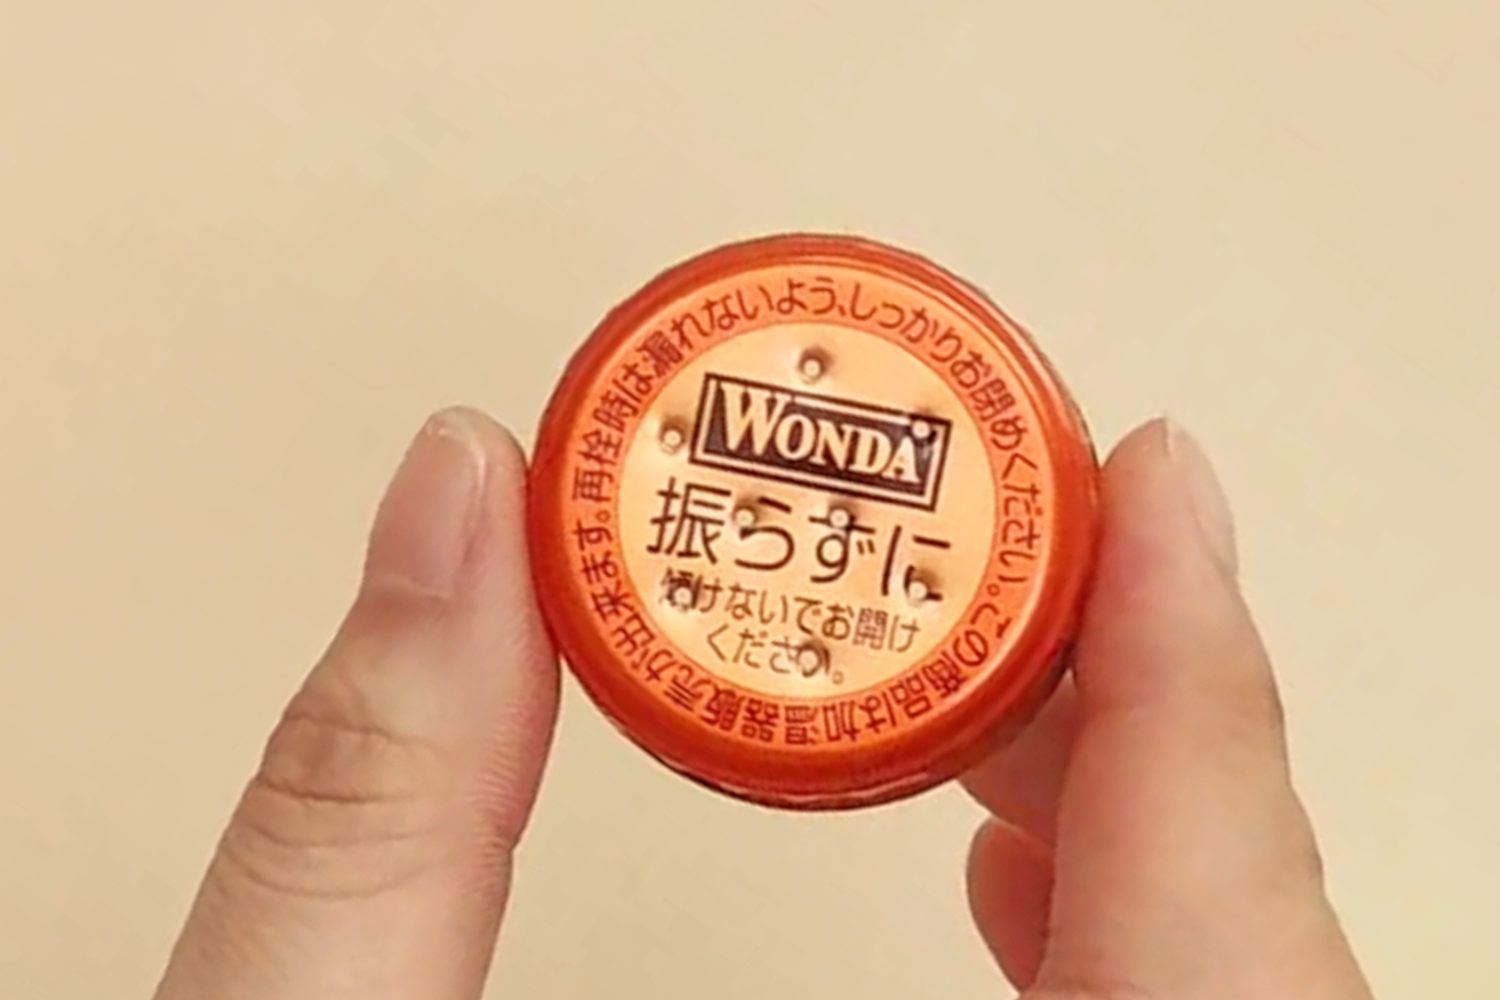 WONDA
振らずに
傾けないでお開け
ください。
再栓時は漏れないよう、しっかりお閉めください。この商品は加温器販売が出来ます。